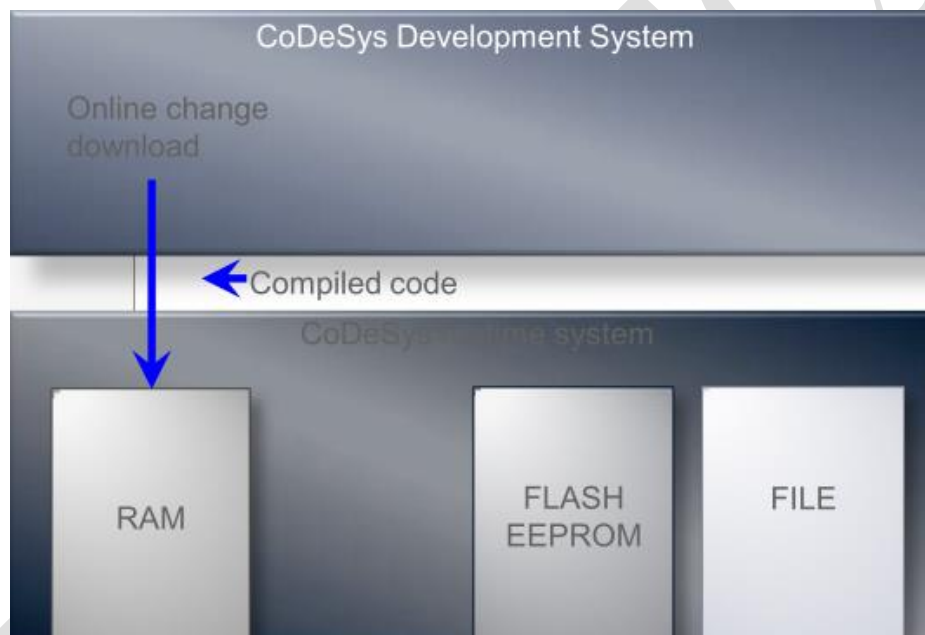 CoDeSys Development System
Online change
download
Compiled code
CoDeSys system
RAM
FLASH
EEPROM
FILE